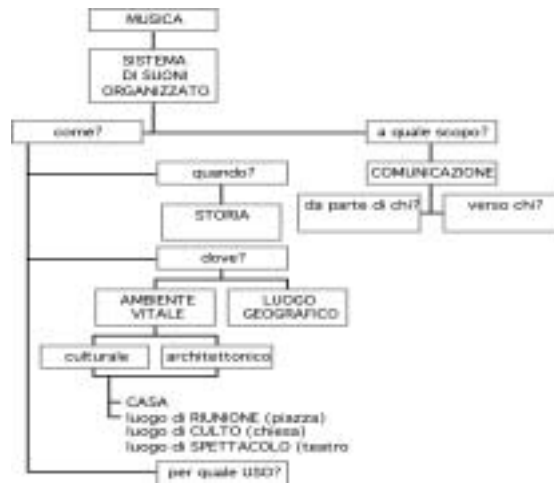 MUSICA
SISTEMA
DI SUONI
ORGANIZZATO
come?
a quale scopo?
quando?
COMUNICAZIONE
STORIA
da parte di chi?
verso chi?
dove?
AMBIENTE
VITALE
LUOGO
GEOGRAFICO
culturale
architettonico
CASA
luogo di RIUNIONE (piazza)
luogo di CULTO (chiesa)
luogo di SPETTACOLO (teatro
per quale USO?